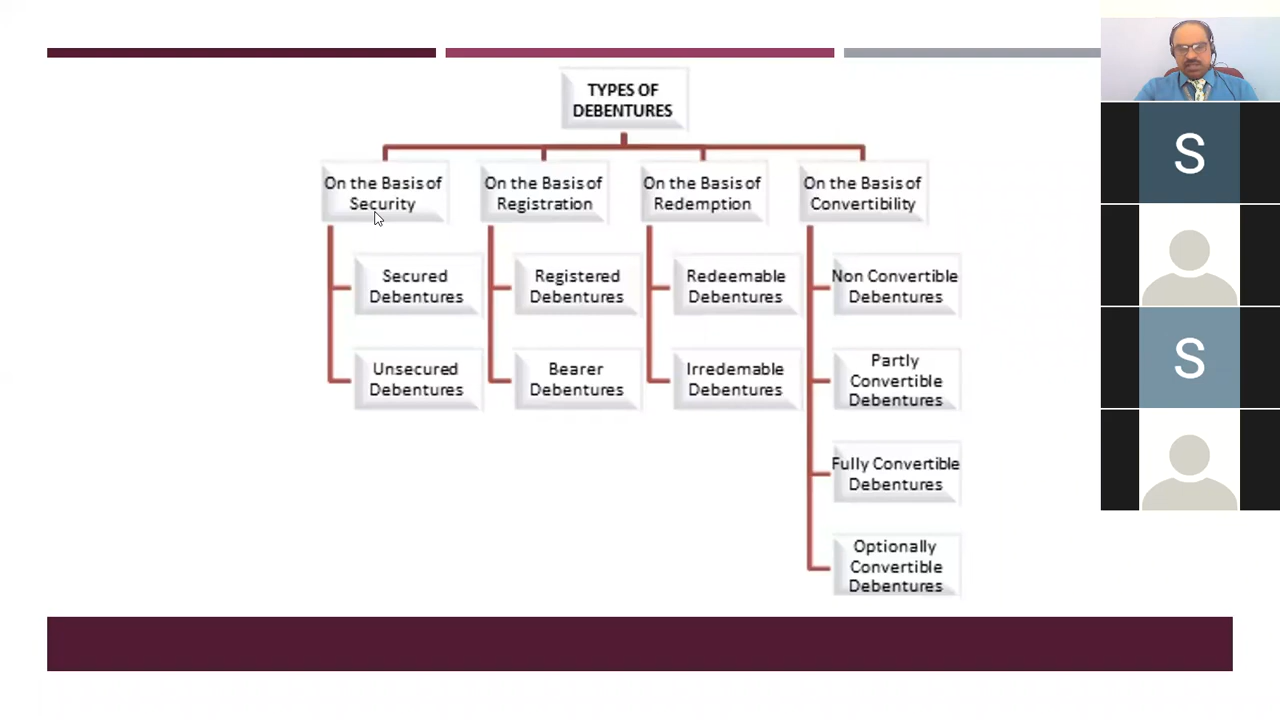 TYPES OF
DEBENTURES
On the Basis of
Security
On the Basis of
Registration
On the Basis of
Redemption
On the Basis of
Convertibility
Secured
Debentures
Unsecured
Debentures
Registered
Debentures
Bearer
Debentures
Redeemable
Debentures
Irredemable
Debentures
Non Convertible
Debentures
Partly
Convertible
Debentures
Fully Convertible
Debentures
Optionally
Convertible
Debentures
S
S